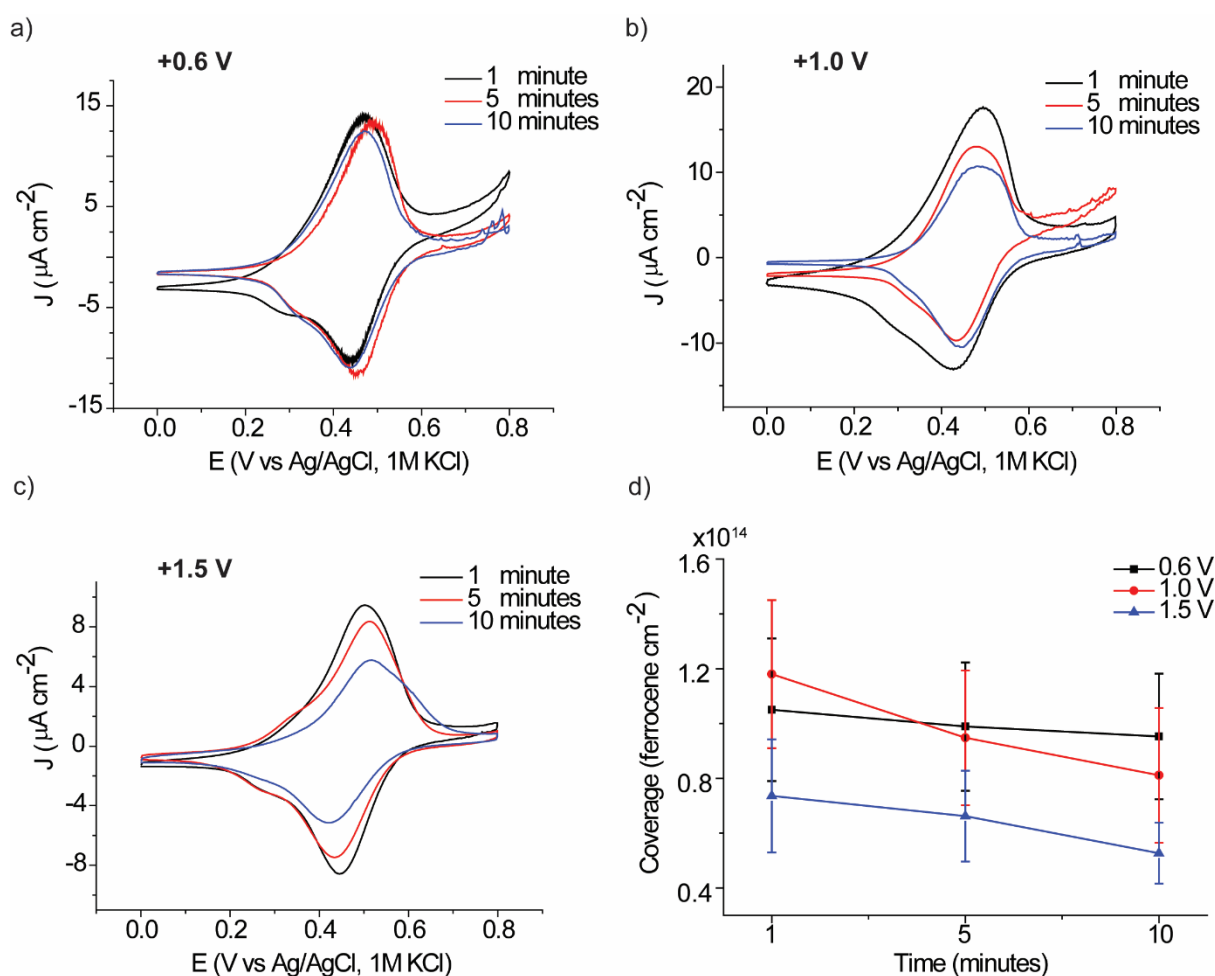 a)
+0.6 V
1 minute
5 minutes
10 minutes
15
5
-5
-15
J (µA cm-2)
0.0 0.2 0.4 0.6 0.8
E (V vs Ag/AgCl, 1M KCl)
b)
+1.0 V
1 minute
5 minutes
10 minutes
20
10
0
-10
J (µA cm-2)
0.0 0.2 0.4 0.6 0.8
E (V vs Ag/AgCl, 1M KCl)
c)
+1.5 V
1 minute
5 minutes
10 minutes
8
4
0
-4
-8
J (µA cm-2)
0.0 0.2 0.4 0.6 0.8
E (V vs Ag/AgCl, 1M KCl)
d)
x10¹⁴
0.6 V
1.0 V
1.5 V
1.6
1.2
0.8
0.4
Coverage (ferrocene cm-2)
1 5 10
Time (minutes)